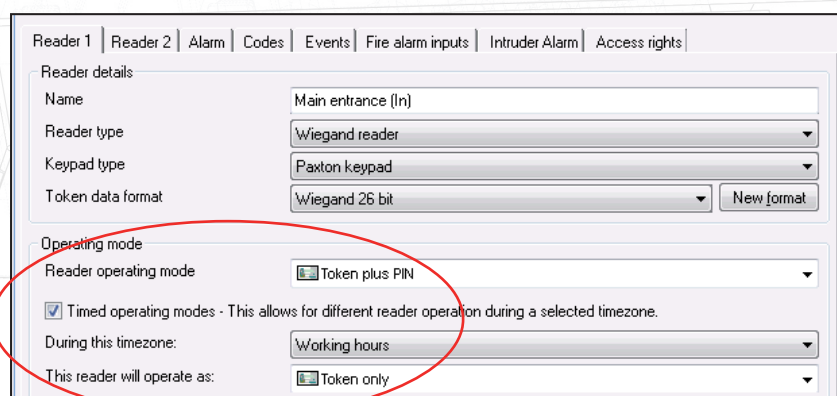 Reader 1 Reader 2 Alarm Codes Events Fire alarm inputs Intruder Alarm Access rights
Reader details
Name Main entrance (In)
Reader type Wiegand reader
Keypad type Paxton keypad
Token data format Wiegand 26 bit New format
Operating mode
Reader operating mode Token plus PIN
Timed operating modes - This allows for different reader operation during a selected timezone.
During this timezone: Working hours
This reader will operate as: Token only